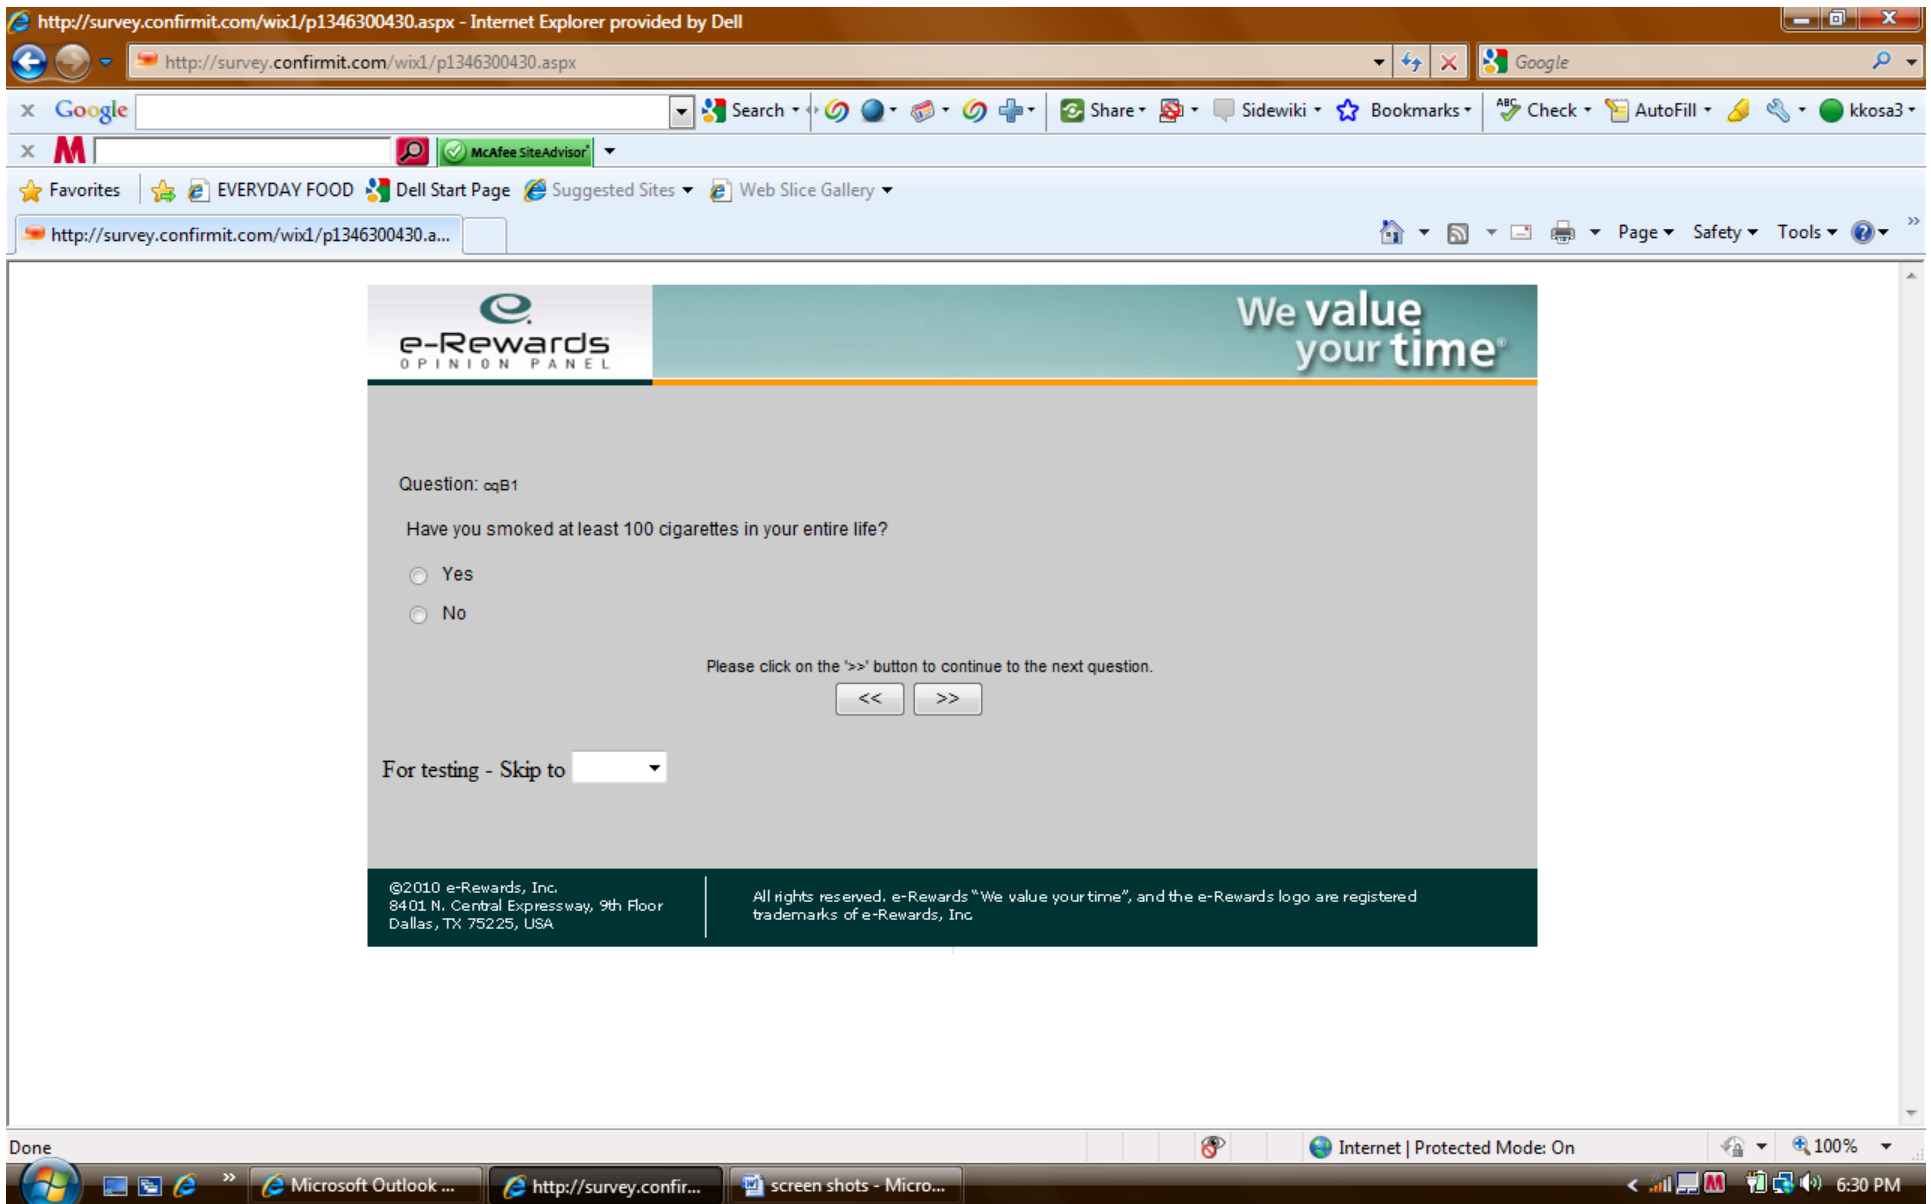 http://survey.confirmit.com/wix1/p1346300430.aspx - Internet Explorer provided by Dell
http://survey.confirmit.com/wix1/p1346300430.aspx
Google
x Google Search Share Sidewiki Bookmarks ABC Check AutoFill kkosa3
x M McAfee SiteAdvisor
Favorites EVERYDAY FOOD Dell Start Page Suggested Sites Web Slice Gallery
http://survey.confirmit.com/wix1/p1346300430.a... Page Safety Tools »
e-Rewards
OPINION PANEL
We value
your time®
Question: cqB1
Have you smoked at least 100 cigarettes in your entire life?
Yes
No
Please click on the '>>' button to continue to the next question.
<< >>
For testing - Skip to
©2010 e-Rewards, Inc.
8401 N. Central Expressway, 9th Floor
Dallas, TX 75225, USA
All rights reserved. e-Rewards "We value your time", and the e-Rewards logo are registered
trademarks of e-Rewards, Inc.
Done Internet | Protected Mode: On 100%
» Microsoft Outlook ... http://survey.confir... screen shots - Micro... < M 6:30 PM